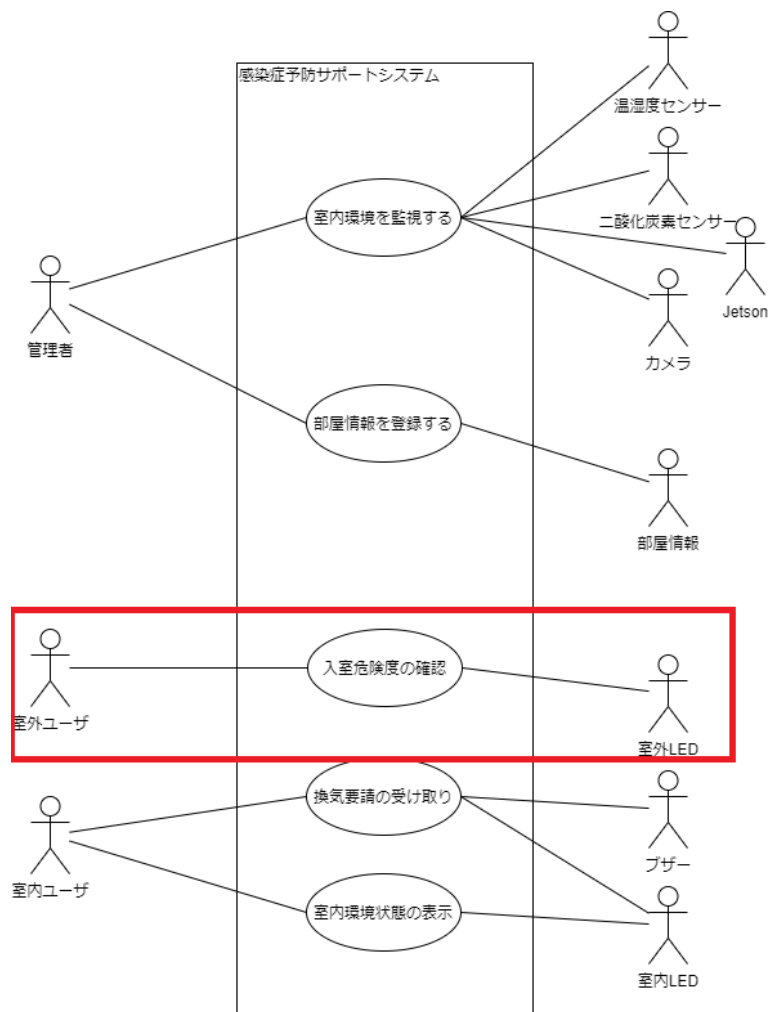 感染症予防サポートシステム
温湿度センサー
室内環境を監視する
二酸化炭素センサー
Jetson
管理者
カメラ
部屋情報を登録する
部屋情報
入室危険度の確認
室外ユーザ
室外LED
換気要請の受け取り
ブザー
室内ユーザ
室内環境状態の表示
室内LED